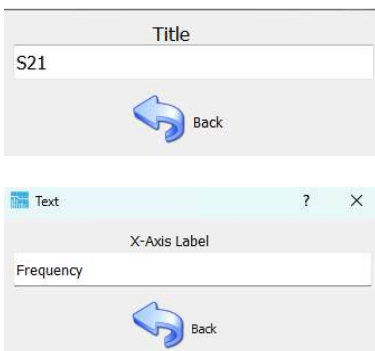 Title
S21
Back
Text ?
X-Axis Label
Frequency
Back